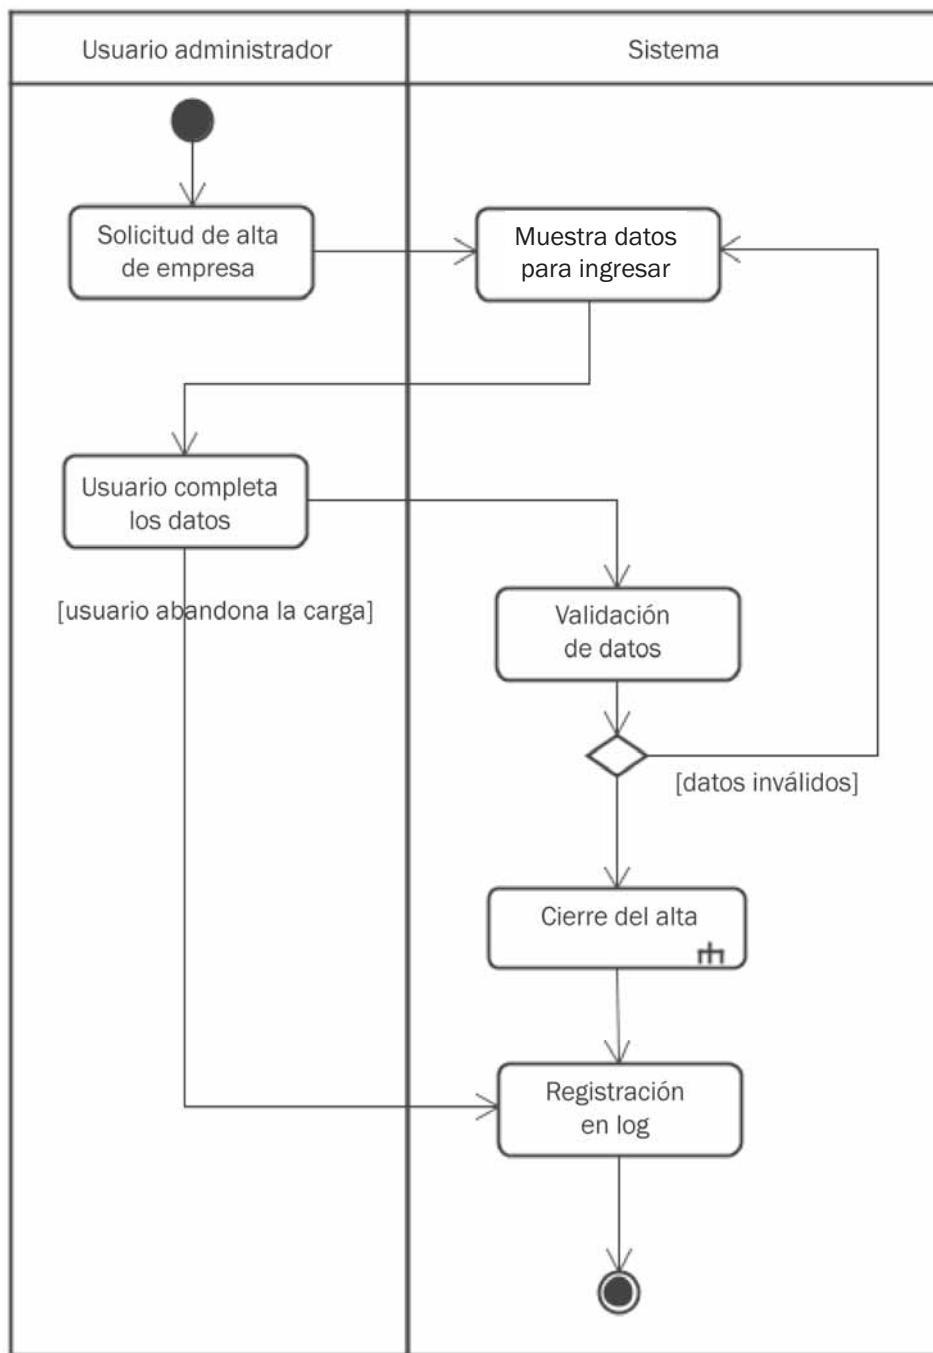 Usuario administrador
Sistema
Solicitud de alta
de empresa
Muestra datos
para ingresar
Usuario completa
los datos
[usuario abandona la carga]
Validación
de datos
[datos inválidos]
Cierre del alta
Registración
en log